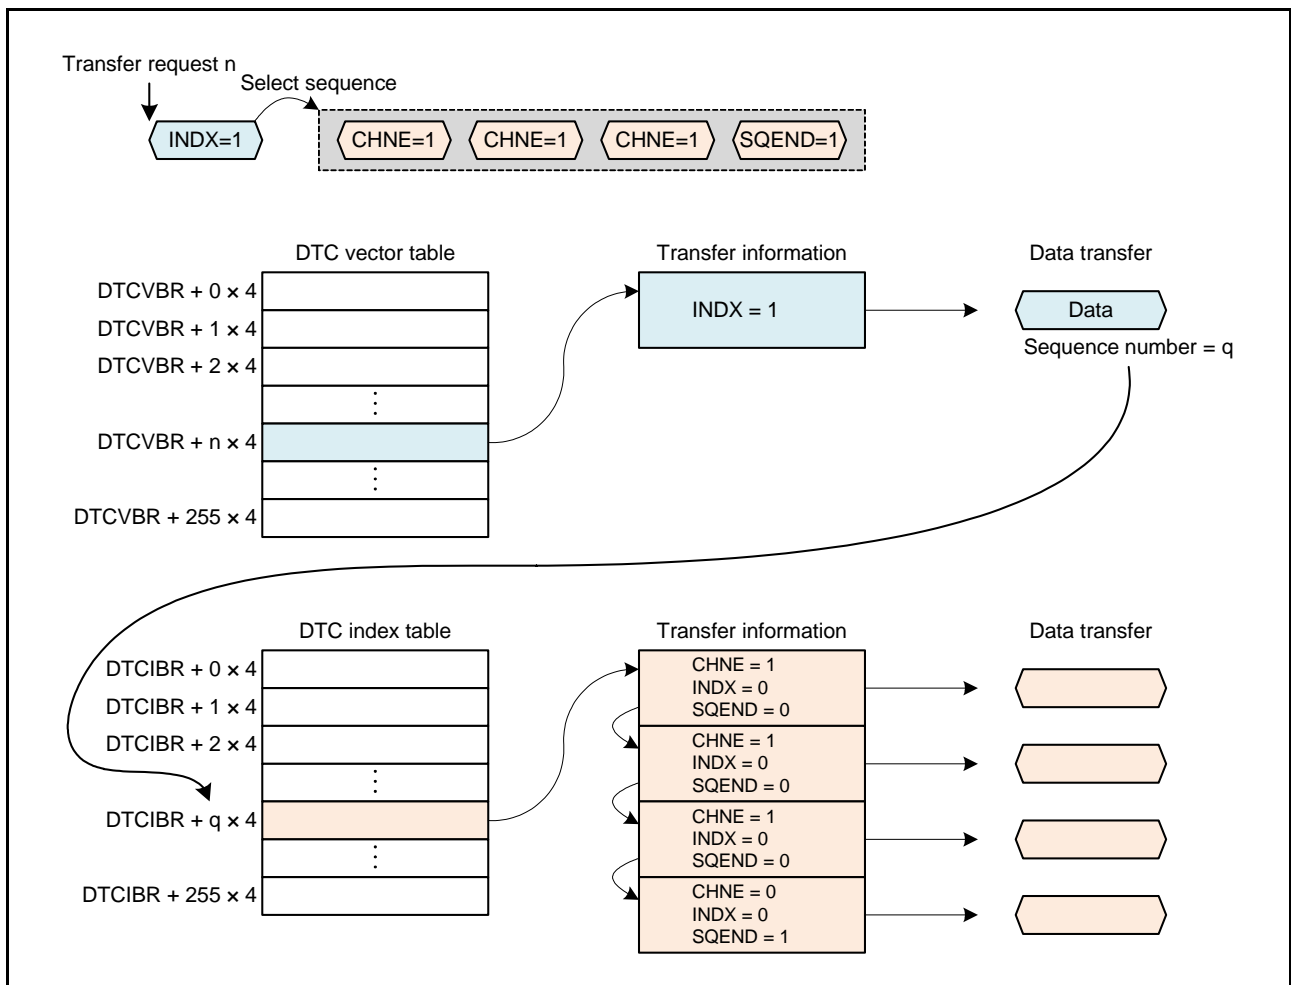 Transfer request n
Select sequence
INDX=1
CHNE=1 CHNE=1 CHNE=1 SQEND=1
DTC vector table Transfer information Data transfer
DTCVBR + 0 × 4
DTCVBR + 1 × 4
DTCVBR + 2 × 4
⋮
DTCVBR + n × 4
⋮
DTCVBR + 255 × 4
INDX = 1
Data
Sequence number = q
DTC index table Transfer information Data transfer
DTCIBR + 0 × 4
DTCIBR + 1 × 4
DTCIBR + 2 × 4
⋮
DTCIBR + q × 4
⋮
DTCIBR + 255 × 4
CHNE = 1
INDX = 0
SQEND = 0
CHNE = 1
INDX = 0
SQEND = 0
CHNE = 1
INDX = 0
SQEND = 0
CHNE = 0
INDX = 0
SQEND = 1